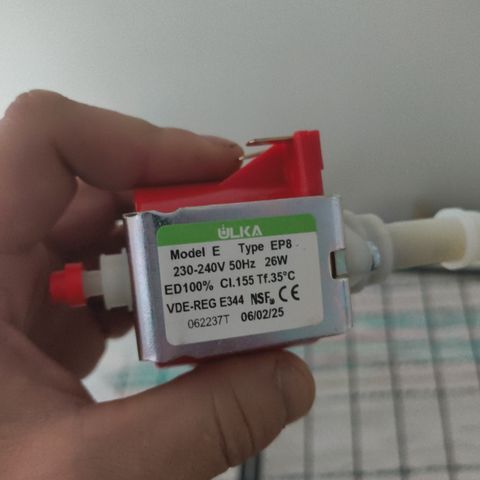 ULKA
Model E Type EP8
230-240V 50Hz 26W
ED100% Cl.155 Tf.35°C
VDE-REG E344 NSF® CE
062237T 06/02/25